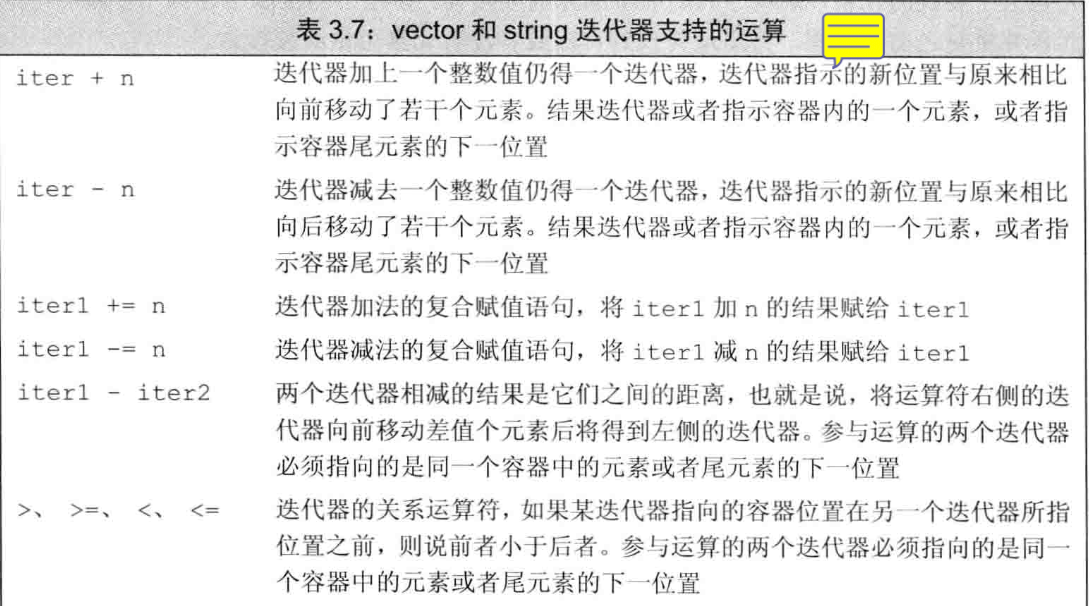 表 3.7：vector 和 string 迭代器支持的运算
iter + n 迭代器加上一个整数值仍得一个迭代器，迭代器指示的新位置与原来相比
向前移动了若干个元素。结果迭代器或者指示容器内的一个元素，或者指
示容器尾元素的下一位置
iter - n 迭代器减去一个整数值仍得一个迭代器，迭代器指示的新位置与原来相比
向后移动了若干个元素。结果迭代器或者指示容器内的一个元素，或者指
示容器尾元素的下一位置
iter1 += n 迭代器加法的复合赋值语句，将 iter1 加 n 的结果赋给 iter1
iter1 -= n 迭代器减法的复合赋值语句，将 iter1 减 n 的结果赋给 iter1
iter1 - iter2 两个迭代器相减的结果是它们之间的距离，也就是说，将运算符右侧的迭
代器向前移动差值个元素后将得到左侧的迭代器。参与运算的两个迭代器
必须指向的是同一个容器中的元素或者尾元素的下一位置
>、 >=、 <、 <= 迭代器的关系运算符，如果某迭代器指向的容器位置在另一个迭代器所指
位置之前，则说前者小于后者。参与运算的两个迭代器必须指向的是同一
个容器中的元素或者尾元素的下一位置